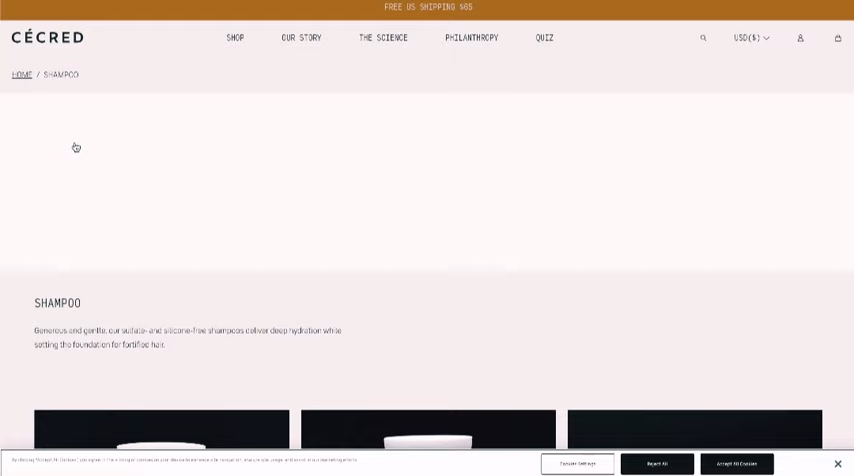 FREE US SHIPPING $65
CÉCRED
SHOP
OUR STORY
THE SCIENCE
PHILANTHROPY
QUIZ
USD($)
HOME / SHAMPOO
SHAMPOO
Generous and gentle, our sulfate- and silicone-free shampoos deliver deep hydration while
setting the foundation for fortified hair.
Cookies Settings
Reject All
Accept All Cookies